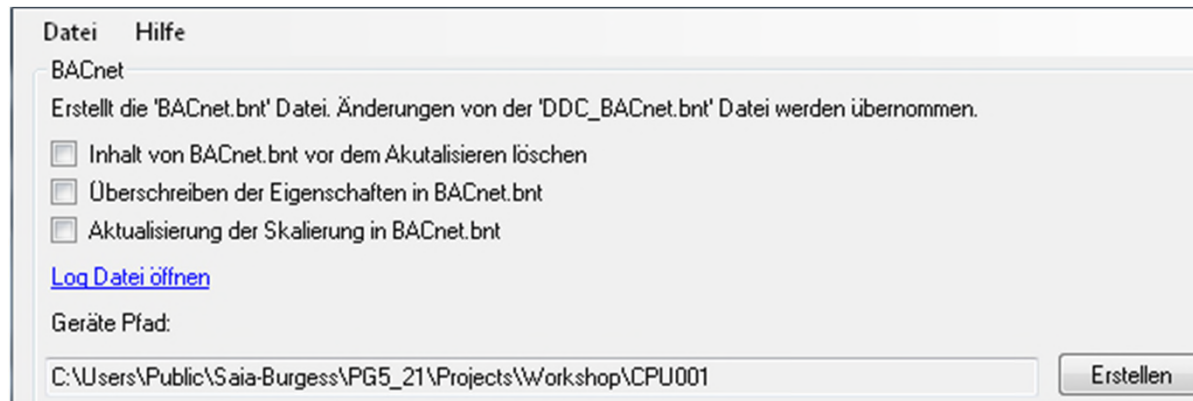 Datei Hilfe
BACnet
Erstellt die 'BACnet.bnt' Datei. Änderungen von der 'DDC_BACnet.bnt' Datei werden übernommen.
Inhalt von BACnet.bnt vor dem Akutalisieren löschen
Überschreiben der Eigenschaften in BACnet.bnt
Aktualisierung der Skalierung in BACnet.bnt
Log Datei öffnen
Geräte Pfad:
C:\Users\Public\Saia-Burgess\PG5_21\Projects\Workshop\CPU001
Erstellen